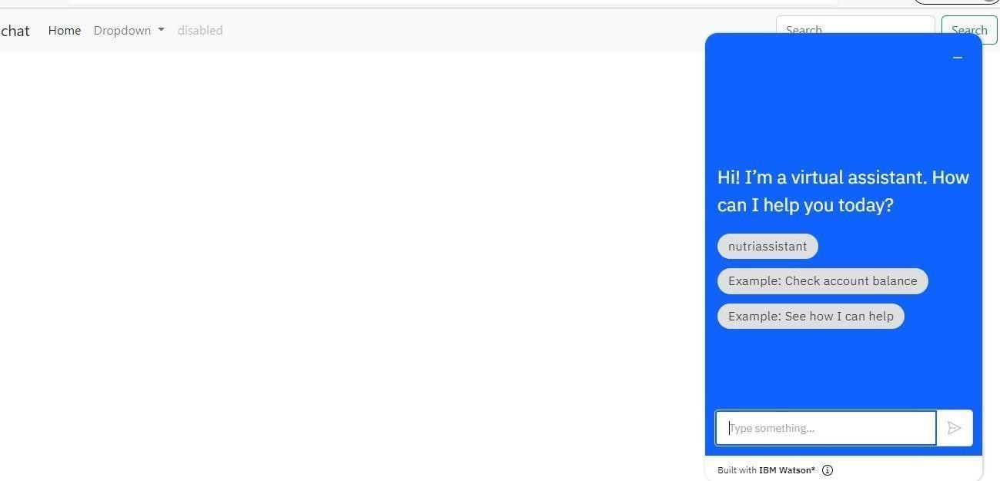 chat Home Dropdown disabled Search Search
Hi! I’m a virtual assistant. How
can I help you today?
nutriassistant
Example: Check account balance
Example: See how I can help
Type something...
Built with IBM Watson®